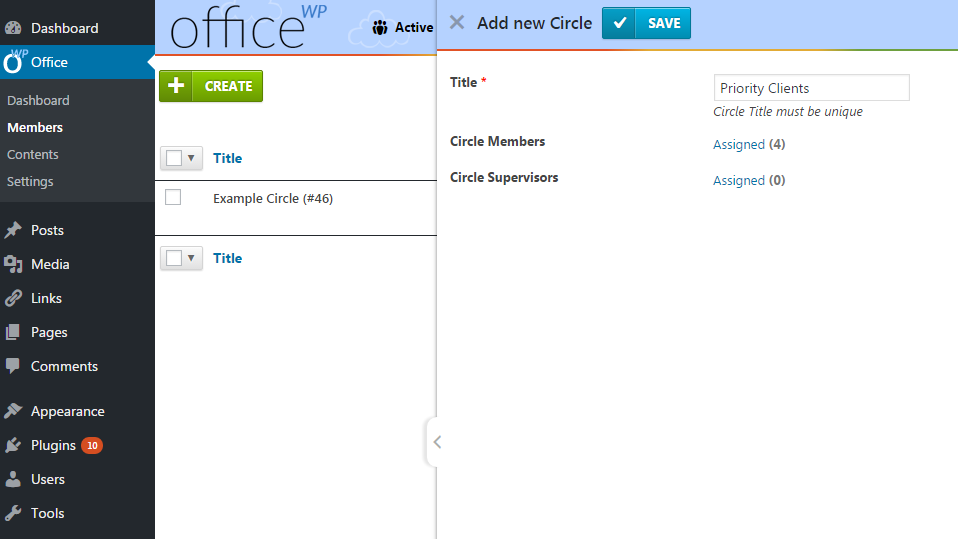 Dashboard
WP
Office
Dashboard
Members
Contents
Settings
Posts
Media
Links
Pages
Comments
Appearance
Plugins 10
Users
Tools
office WP
Active
CREATE
Title
Example Circle (#46)
Title
Add new Circle SAVE
Title * Priority Clients
Circle Title must be unique
Circle Members Assigned (4)
Circle Supervisors Assigned (0)